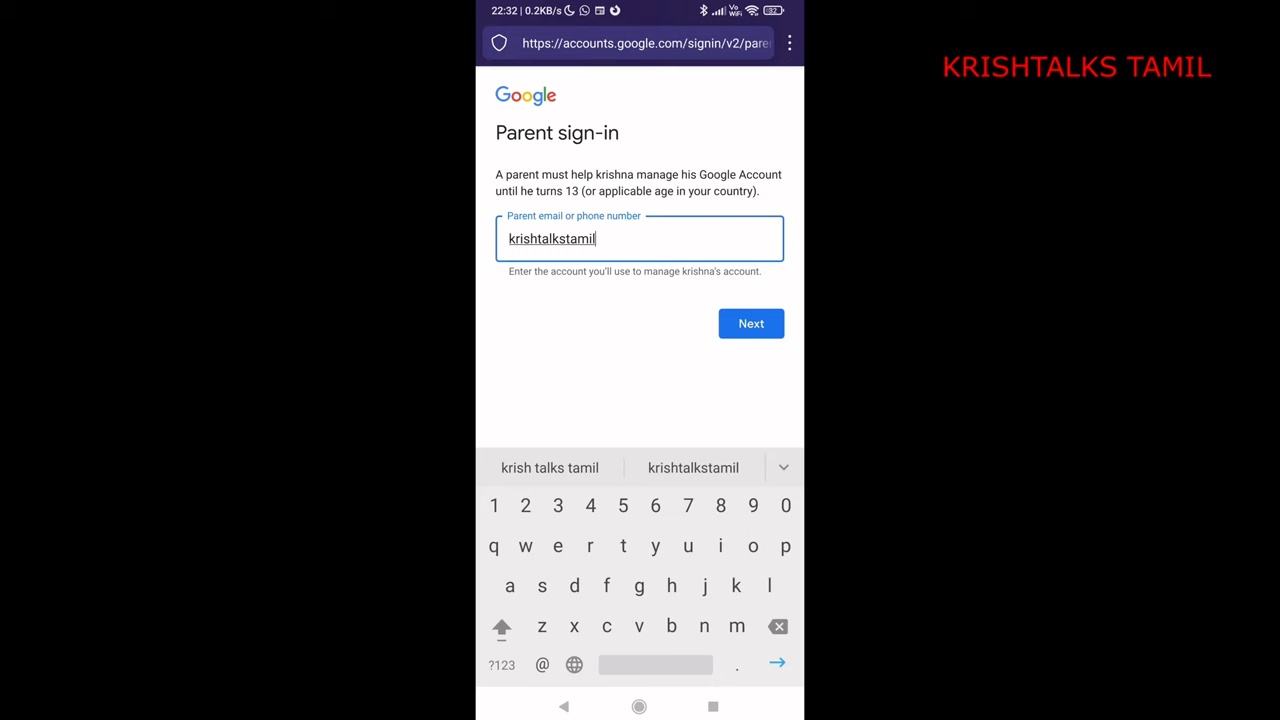 22:32 | 0.2KB/s
Vo
WiFi
32
https://accounts.google.com/signin/v2/pare
KRISHTALKS TAMIL
Google
Parent sign-in
A parent must help krishna manage his Google Account
until he turns 13 (or applicable age in your country).
Parent email or phone number
krishtalkstamil
Enter the account you'll use to manage krishna's account.
Next
krish talks tamil krishtalkstamil
1 2 3 4 5 6 7 8 9 0
q w e r t y u i o p
a s d f g h j k l
z x c v b n m
?123 @ .